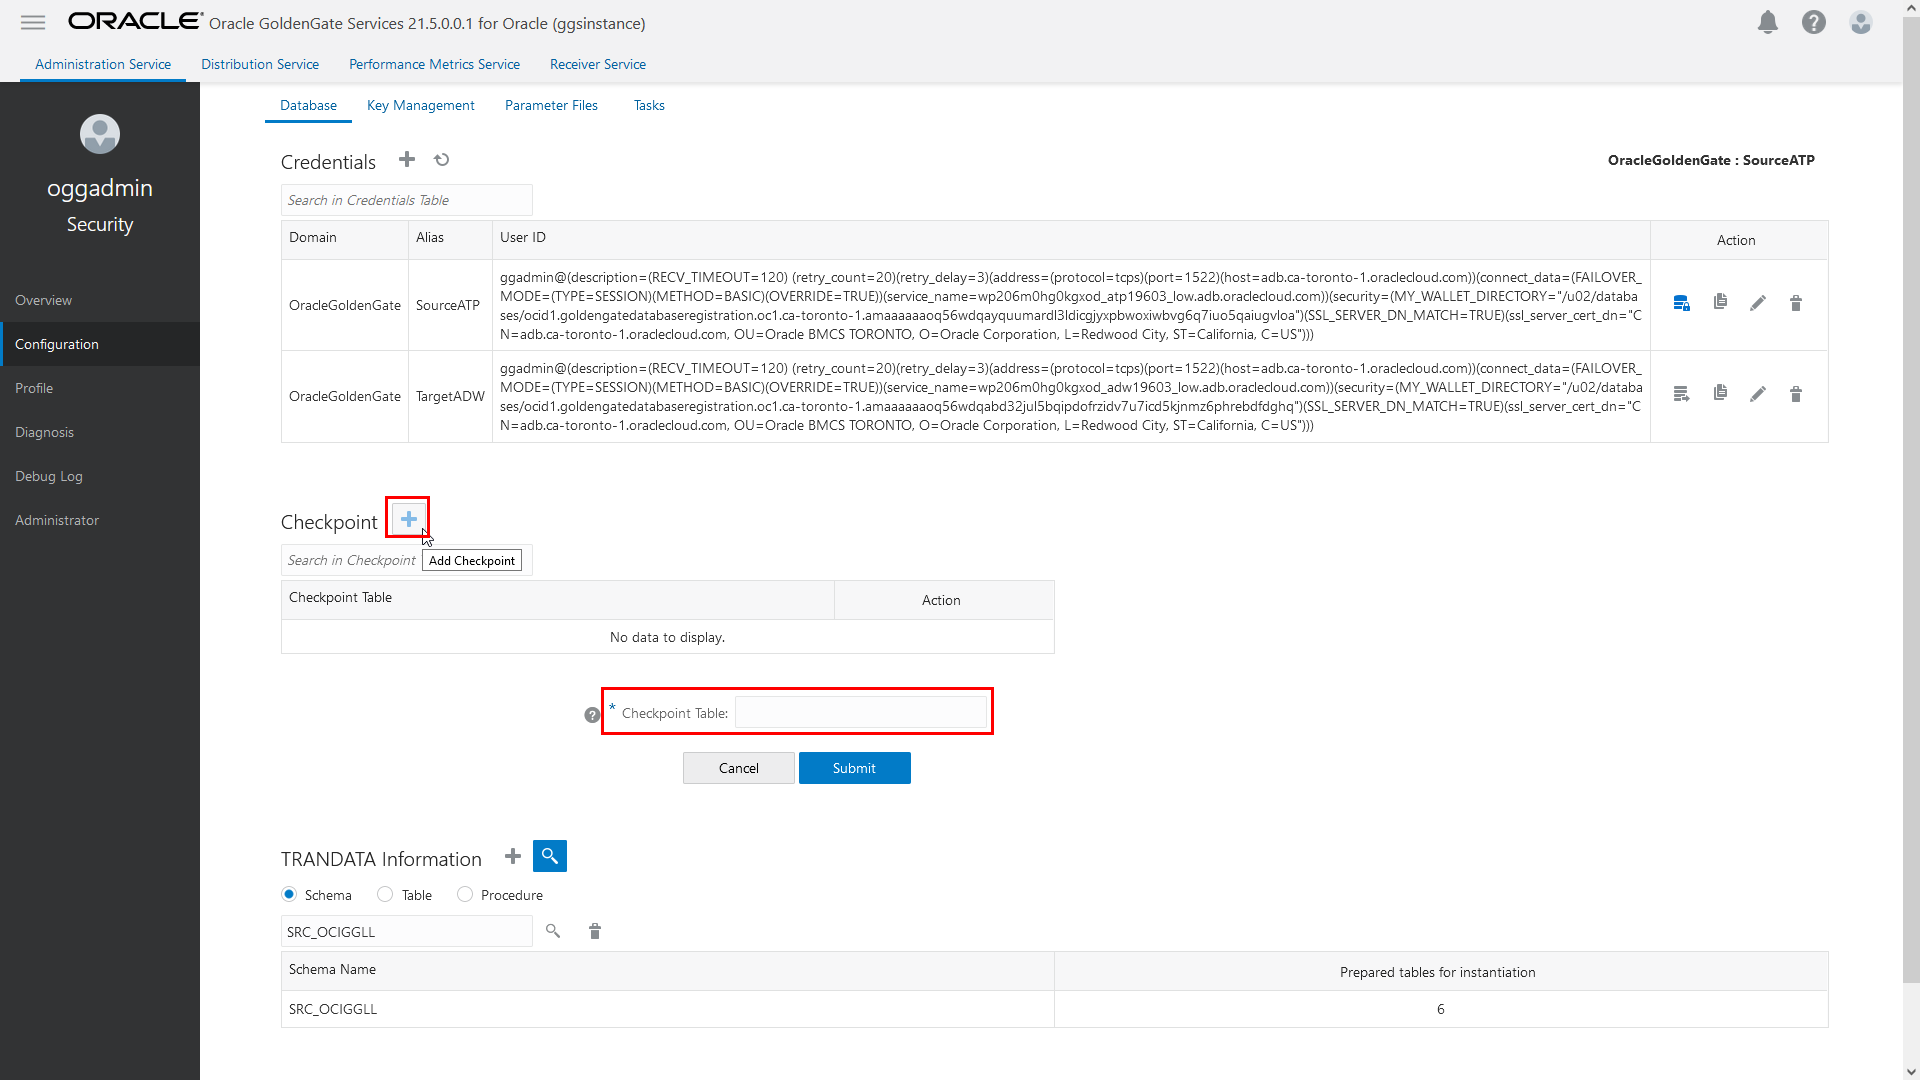 ORACLE Oracle GoldenGate Services 21.5.0.0.1 for Oracle (ggsinstance)
Administration Service Distribution Service Performance Metrics Service Receiver Service
oggadmin
Security
Overview
Configuration
Profile
Diagnosis
Debug Log
Administrator
Database Key Management Parameter Files Tasks
Credentials
OracleGoldenGate : SourceATP
Search in Credentials Table
Domain Alias User ID Action
OracleGoldenGate SourceATP
ggadmin@(description=(RECV_TIMEOUT=120) (retry_count=20)(retry_delay=3)(address=(protocol=tcps)(port=1522)(host=adb.ca-toronto-1.oraclecloud.com))(connect_data=(FAILOVER_
MODE=(TYPE=SESSION)(METHOD=BASIC)(OVERRIDE=TRUE))(service_name=wp206m0hg0kgxod_atp19603_low.adb.oraclecloud.com))(security=(MY_WALLET_DIRECTORY="/u02/databa
ses/ocid1.goldengatedatabaseregistration.oc1.ca-toronto-1.amaaaaaaoq56wdqayquumardl3ldicgjyxpbwoxiwbvg6q7iuo5qaiugvloa")(SSL_SERVER_DN_MATCH=TRUE)(ssl_server_cert_dn="C
N=adb.ca-toronto-1.oraclecloud.com, OU=Oracle BMCS TORONTO, O=Oracle Corporation, L=Redwood City, ST=California, C=US")))
OracleGoldenGate TargetADW
ggadmin@(description=(RECV_TIMEOUT=120) (retry_count=20)(retry_delay=3)(address=(protocol=tcps)(port=1522)(host=adb.ca-toronto-1.oraclecloud.com))(connect_data=(FAILOVER_
MODE=(TYPE=SESSION)(METHOD=BASIC)(OVERRIDE=TRUE))(service_name=wp206m0hg0kgxod_adw19603_low.adb.oraclecloud.com))(security=(MY_WALLET_DIRECTORY="/u02/databa
ses/ocid1.goldengatedatabaseregistration.oc1.ca-toronto-1.amaaaaaaoq56wdqabd32jul5bqipdofrzidv7u7icd5kjnmz6phrebdfdghq")(SSL_SERVER_DN_MATCH=TRUE)(ssl_server_cert_dn="C
N=adb.ca-toronto-1.oraclecloud.com, OU=Oracle BMCS TORONTO, O=Oracle Corporation, L=Redwood City, ST=California, C=US")))
Checkpoint
Search in Checkpoint
Add Checkpoint
Checkpoint Table Action
No data to display.
* Checkpoint Table:
Cancel Submit
TRANDATA Information
Schema Table Procedure
SRC_OCIGGLL
Schema Name Prepared tables for instantiation
SRC_OCIGGLL 6